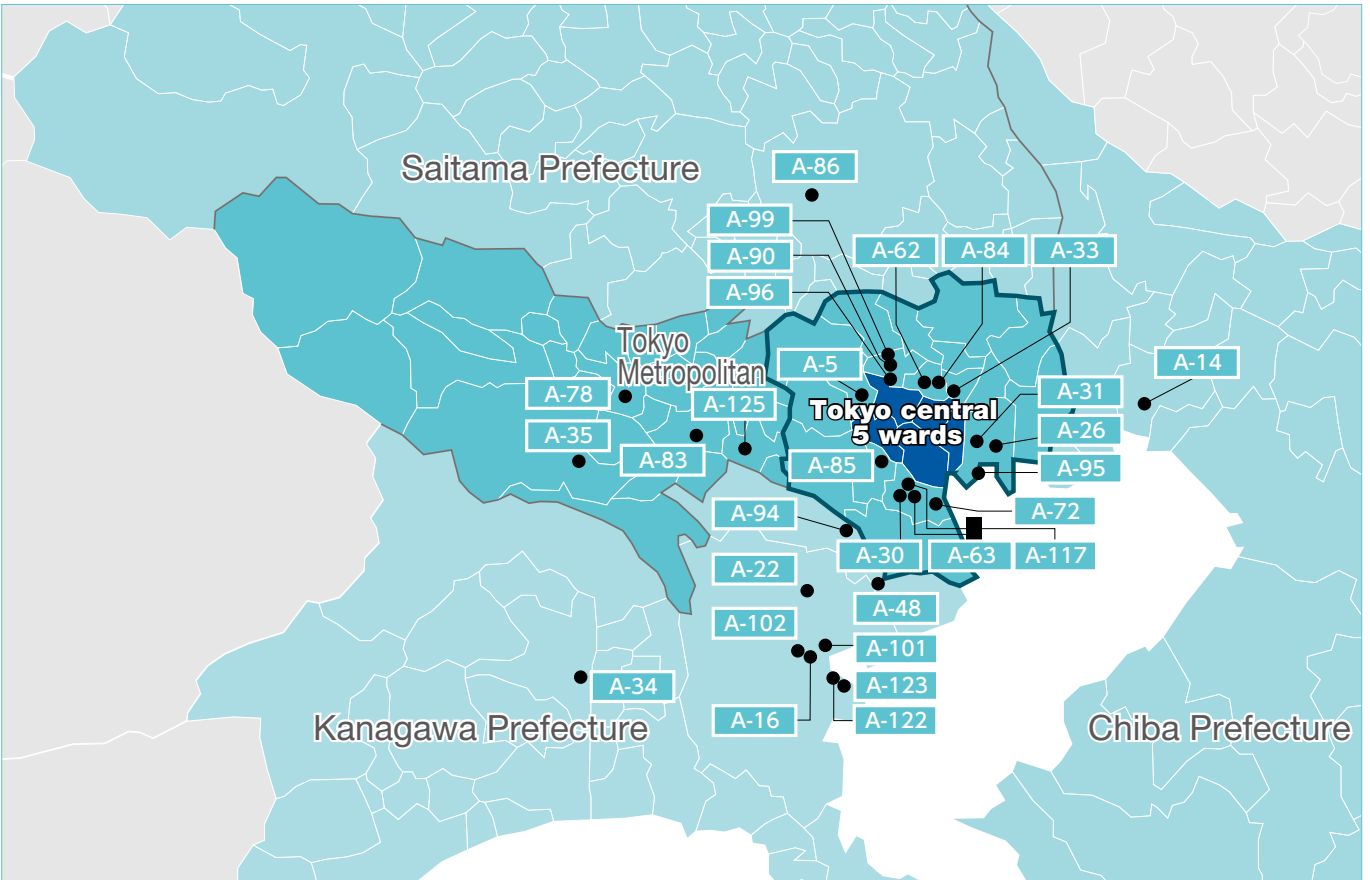 A-86
Saitama Prefecture
A-99
A-62
A-84
A-33
A-90
A-96
Tokyo
Metropolitan
A-5
A-14
A-78
A-125
A-31
Tokyo central
5 wards
A-35
A-83
A-85
A-26
A-95
A-94
A-72
A-30
A-63
A-117
A-22
A-48
A-102
A-101
A-34
A-123
A-16
A-122
Kanagawa Prefecture
Chiba Prefecture